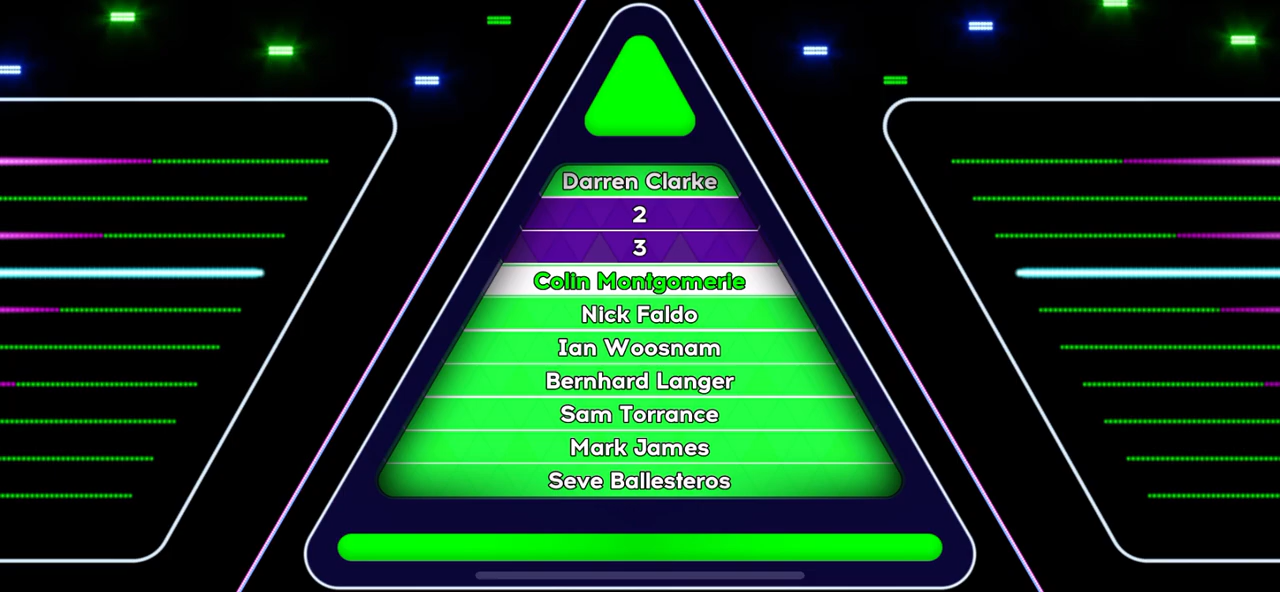 Darren Clarke
2
3
Colin Montgomerie
Nick Faldo
Ian Woosnam
Bernhard Langer
Sam Torrance
Mark James
Seve Ballesteros